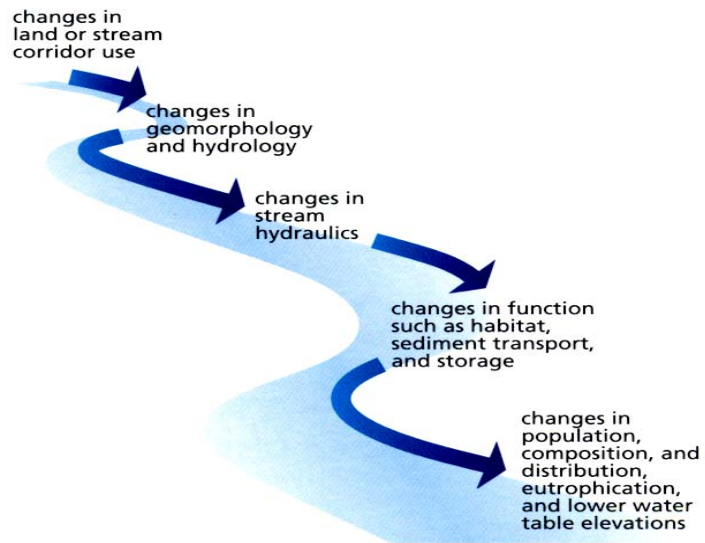 changes in
land or stream
corridor use
changes in
geomorphology
and hydrology
changes in
stream
hydraulics
changes in function
such as habitat,
sediment transport,
and storage
changes in
population,
composition, and
distribution,
eutrophication,
and lower water
table elevations